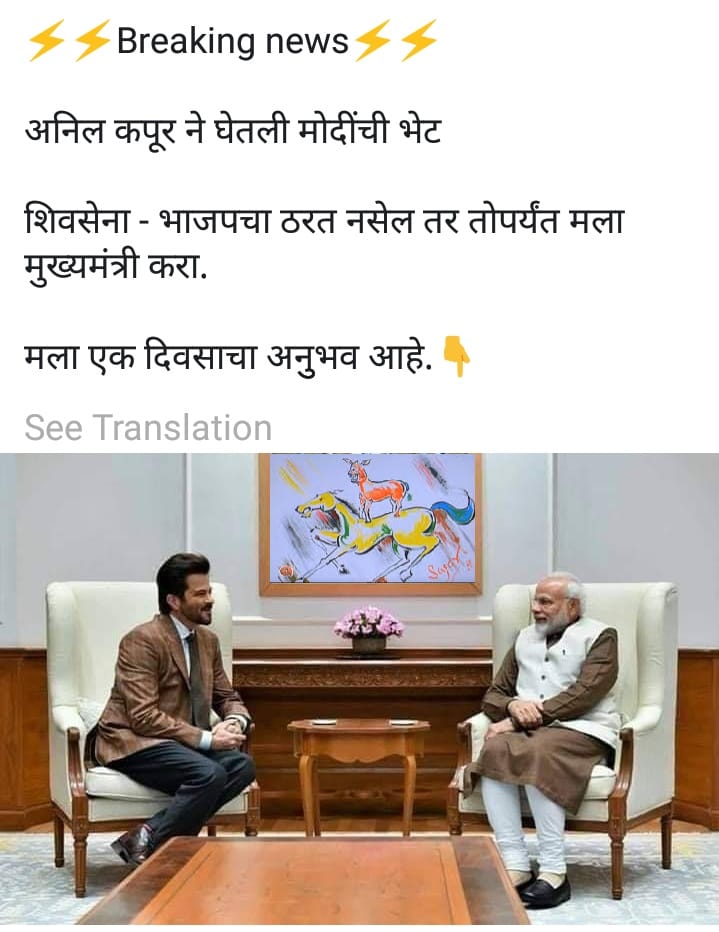 ⚡⚡Breaking news⚡⚡
अनिल कपूर ने घेतली मोदींची भेट
शिवसेना - भाजपचा ठरत नसेल तर तोपर्यंत मला
मुख्यमंत्री करा.
मला एक दिवसाचा अनुभव आहे.👇
See Translation